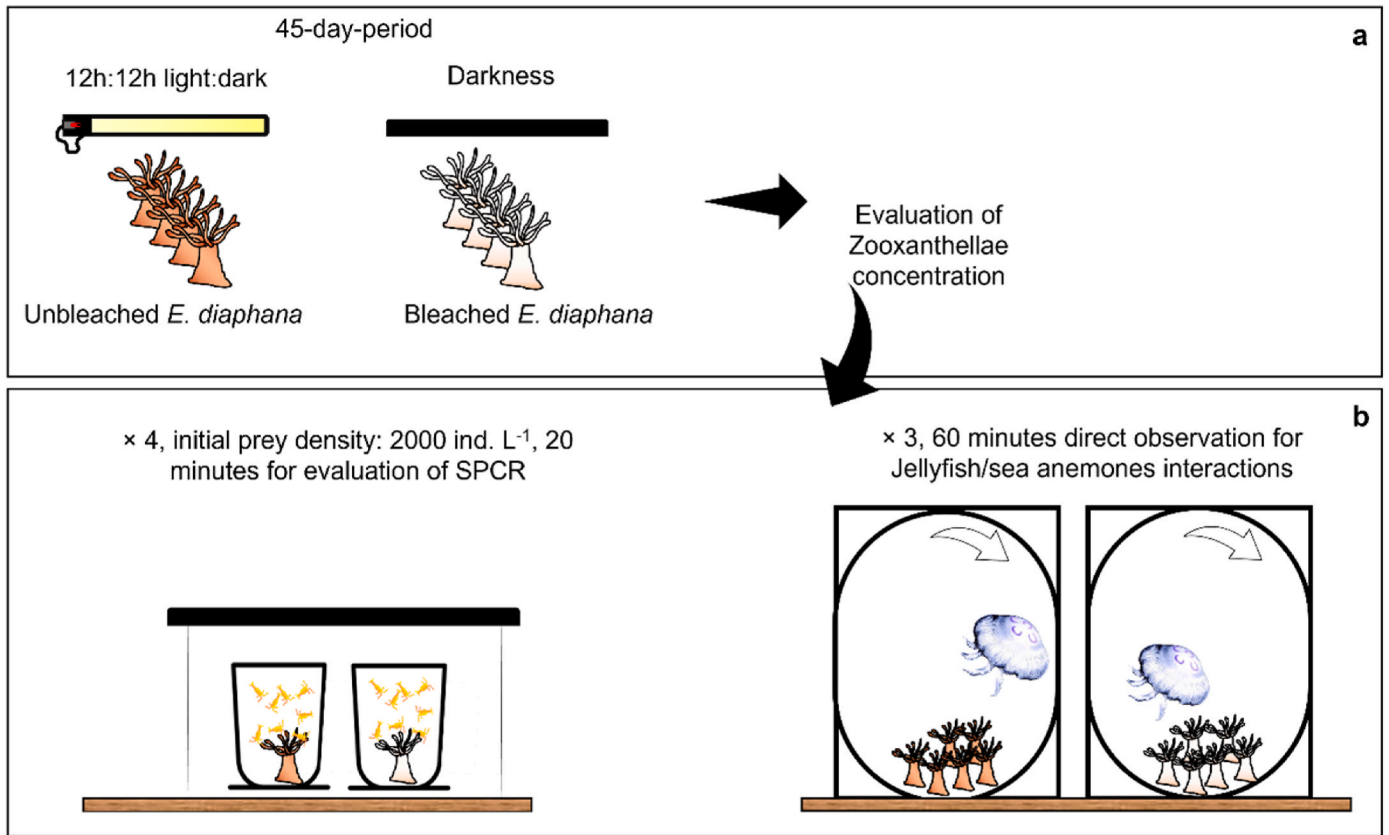 45-day-period
a
12h:12h light:dark
Darkness
Evaluation of
Zooxanthellae
concentration
Unbleached E. diaphana
Bleached E. diaphana
b
× 4, initial prey density: 2000 ind. L⁻¹, 20
minutes for evaluation of SPCR
× 3, 60 minutes direct observation for
Jellyfish/sea anemones interactions